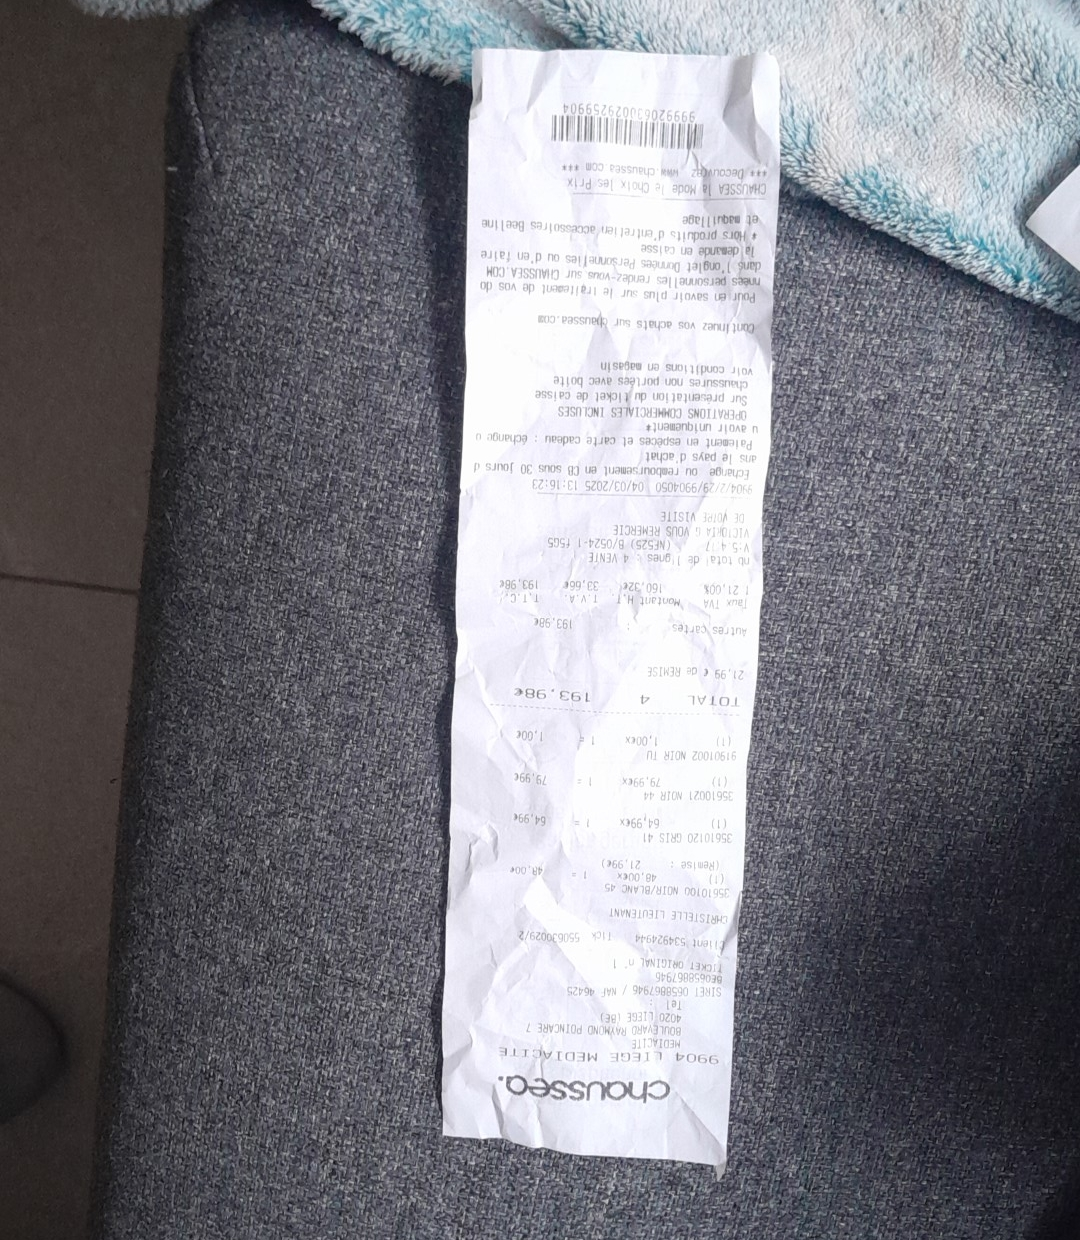 chaussea.
9904 LIEGE MEDIACITE
MEDIACITE
BOULEVARD RAYMOND POINCARE 7
4020 LIEGE (BE)
Tel :
SIRET 0658867946 / NAF 46425
BE0658867946
TICKET ORIGINAL n° 1
Client 534924944 Tick 550630029/2
CHRISTELLE LIEUTENANT
35610100 NOIR/BLANC 45
(1) 48,00€x 1 = 48,00€
(Remise : 21,99€)
35610120 GRIS 41
(1) 64,99€x 1 = 64,99€
35610021 NOIR 44
(1) 79,99€x 1 = 79,99€
91901002 NOIR TU
(1) 1,00€x 1 = 1,00€
TOTAL 4 193,98€
21,99 € de REMISE
Autres cartes : 193,98€
Taux TVA Montant H.T T.V.A T.T.C.
1 21,00% 160,32€ 33,66€ 193,98€
nb total de lignes : 4 VENTE
V-5.4.17 (NF525) B/0524-1 fSG5
VICTORIA G VOUS REMERCIE
DE VOTRE VISITE
9904/2/29/9904050 04/03/2025 13:16:23
Echange ou remboursement en CB sous 30 jours d
ans le pays d'achat
Paiement en espèces et carte cadeau : échange u
u avoir uniquement*
OPERATIONS COMMERCIALES INCLUSES
Sur présentation du ticket de caisse
chaussures non portées avec boîte
voir conditions en magasin
Continuez vos achats sur chaussea.com
Pour en savoir plus sur le traitement de vos do
nnées personnelles rendez-vous sur CHAUSSEA.COM
dans l'onglet Données Personnelles ou d'en faire
la demande en caisse
* Hors produits d'entretien accessoires Beeline
et maquillage
CHAUSSEA la Mode le Choix les Prix
*** Decouvrez www.chaussea.com ***